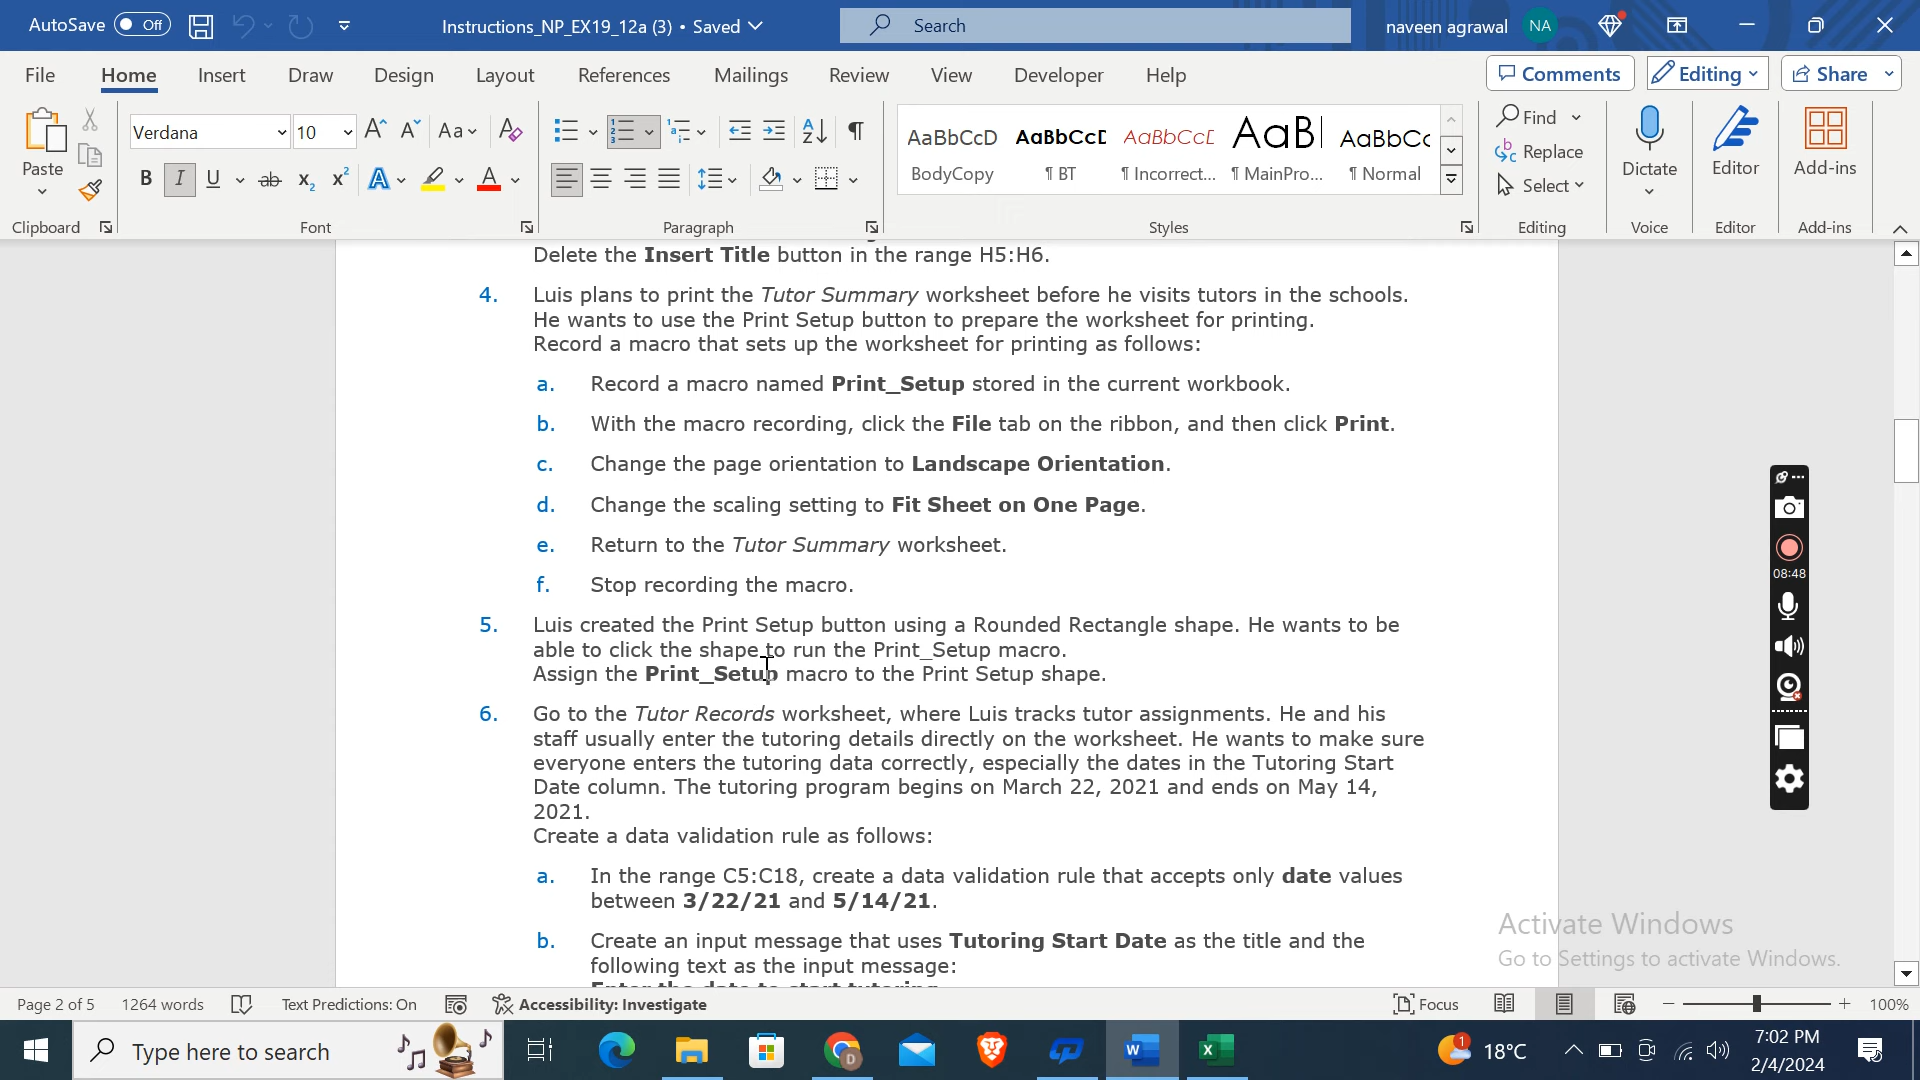 AutoSave Off Instructions_NP_EX19_12a (3) • Saved Search naveen agrawal NA
File Home Insert Draw Design Layout References Mailings Review View Developer Help Comments Editing Share
Paste Verdana 10 Aa
B I U ab x₂ x² A A
AaBbCcD AaBbCcD AaBbCcD AaB AaBbCc
BodyCopy ¶ BT ¶ Incorrect... ¶ MainPro... ¶ Normal
Find
Replace
Select
Dictate Editor Add-ins
Clipboard Font Paragraph Styles Editing Voice Editor Add-ins
Delete the Insert Title button in the range H5:H6.
4. Luis plans to print the Tutor Summary worksheet before he visits tutors in the schools.
He wants to use the Print Setup button to prepare the worksheet for printing.
Record a macro that sets up the worksheet for printing as follows:
a. Record a macro named Print_Setup stored in the current workbook.
b. With the macro recording, click the File tab on the ribbon, and then click Print.
c. Change the page orientation to Landscape Orientation.
d. Change the scaling setting to Fit Sheet on One Page.
e. Return to the Tutor Summary worksheet.
f. Stop recording the macro.
08:48
5. Luis created the Print Setup button using a Rounded Rectangle shape. He wants to be
able to click the shape to run the Print_Setup macro.
Assign the Print_Setup macro to the Print Setup shape.
6. Go to the Tutor Records worksheet, where Luis tracks tutor assignments. He and his
staff usually enter the tutoring details directly on the worksheet. He wants to make sure
everyone enters the tutoring data correctly, especially the dates in the Tutoring Start
Date column. The tutoring program begins on March 22, 2021 and ends on May 14,
2021.
Create a data validation rule as follows:
a. In the range C5:C18, create a data validation rule that accepts only date values
between 3/22/21 and 5/14/21.
b. Create an input message that uses Tutoring Start Date as the title and the
following text as the input message:
Enter the date to start tutoring
Activate Windows
Go to Settings to activate Windows.
Page 2 of 5 1264 words Text Predictions: On Accessibility: Investigate Focus 100%
Type here to search 1 18°C 7:02 PM
2/4/2024